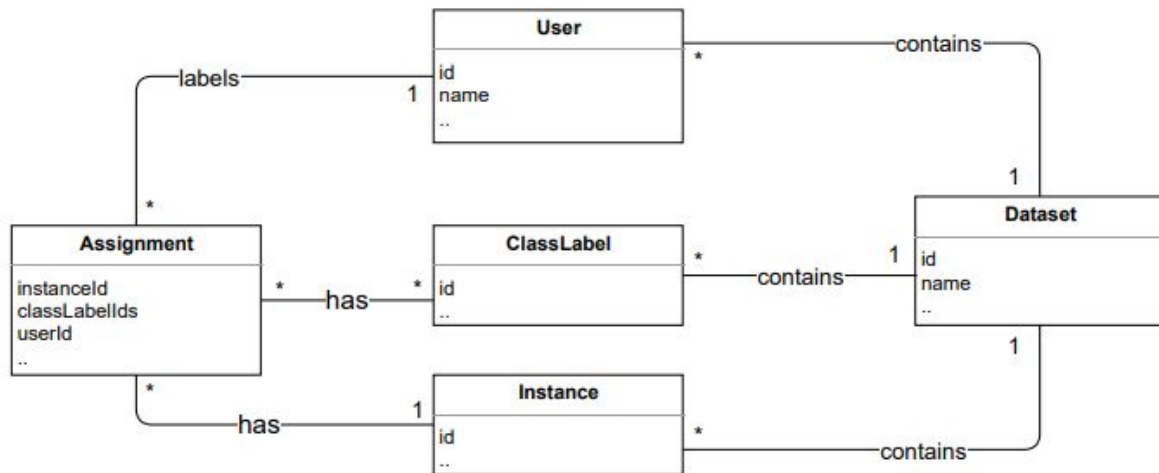 User
id
name
..
contains
*
1
labels
1
*
Assignment
instanceId
classLabelIds
userId
..
*
has
*
ClassLabel
id
..
*
contains
1
Dataset
id
name
..
*
has
1
Instance
id
..
*
contains
1